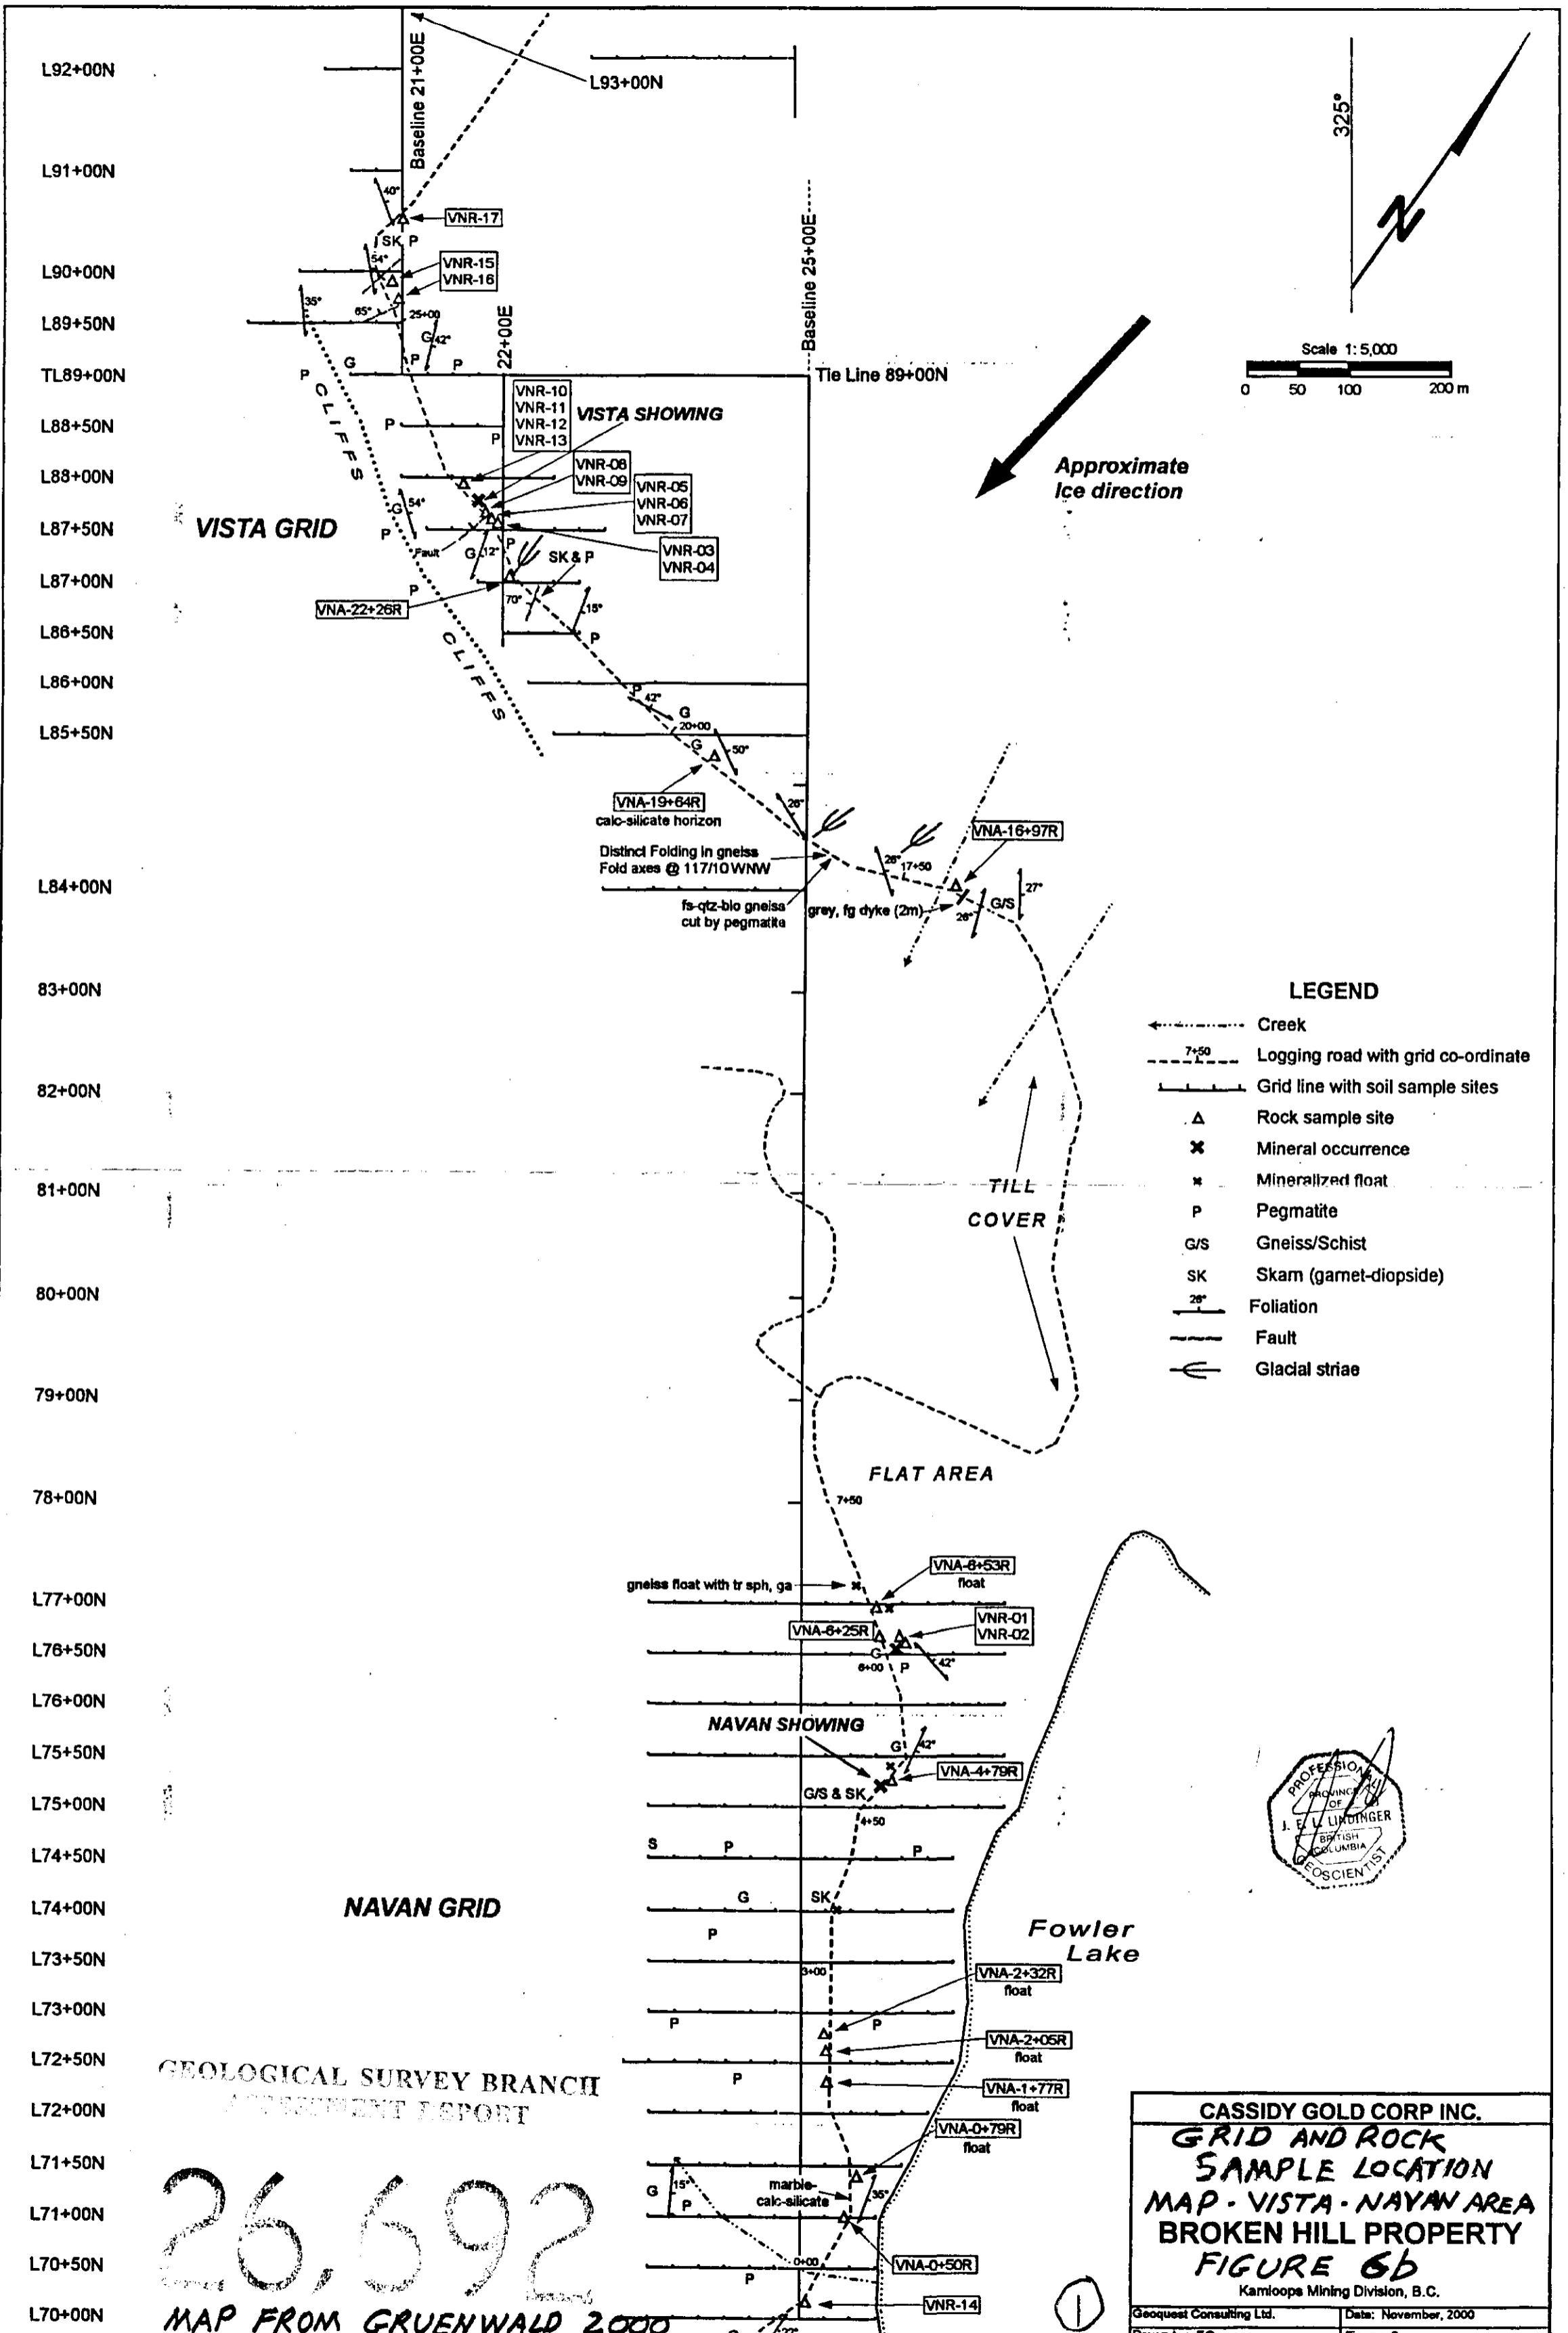 L92+00N
Baseline 21+00E
L93+00N
325°
L91+00N
40°
VNR-17
SK P
N
54°
L90+00N
VNR-15
VNR-16
35°
65°
25+00
L89+50N
G 42°
22+00E
Baseline 25+00E
Scale 1: 5,000
0 50 100 200 m
G
P
P
P
TL89+00N
Tie Line 89+00N
CLIFFS
VNR-10
VNR-11
VNR-12
VNR-13
VISTA SHOWING
L88+50N
P
P
Approximate
Ice direction
L88+00N
VNR-08
VNR-09
VNR-05
VNR-06
VNR-07
G 54°
VISTA GRID
L87+50N
P
Fault
G 12°
P
SK & P
VNR-03
VNR-04
L87+00N
P
VNA-22+26R
70°
15°
L86+50N
P
CLIFFS
L86+00N
P
42°
G
20+00
L85+50N
G
50°
VNA-19+64R
calc-silicate horizon
26°
VNA-16+97R
Distinct Folding in gneiss
Fold axes @ 117/10 WNW
26°
17+50
L84+00N
fs-qtz-bio gneiss
cut by pegmatite
grey, fg dyke (2m)
26°
G/S
27°
83+00N
LEGEND
Creek
7+50
Logging road with grid co-ordinate
82+00N
Grid line with soil sample sites
Rock sample site
Mineral occurrence
81+00N
Mineralized float
TILL
COVER
P Pegmatite
G/S Gneiss/Schist
SK Skarn (garnet-diopside)
80+00N
26°
Foliation
Fault
Glacial striae
79+00N
FLAT AREA
78+00N
7+50
gneiss float with tr sph, ga
VNA-6+53R
float
L77+00N
VNA-6+25R
VNR-01
VNR-02
L76+50N
G
6+00
P
42°
L76+00N
NAVAN SHOWING
L75+50N
G 42°
VNA-4+79R
G/S & SK
L75+00N
4+50
PROFESSIONAL
PROVINCE
OF
J. E. L. LINDINGER
BRITISH
COLUMBIA
GEOSCIENTIST
S
P
P
L74+50N
G
SK
L74+00N
NAVAN GRID
P
Fowler
Lake
L73+50N
3+00
VNA-2+32R
float
L73+00N
P
P
VNA-2+05R
float
L72+50N
GEOLOGICAL SURVEY BRANCH
ASSESSMENT REPORT
P
VNA-1+77R
float
L72+00N
CASSIDY GOLD CORP INC.
GRID AND ROCK
SAMPLE LOCATION
MAP - VISTA - NAVAN AREA
BROKEN HILL PROPERTY
FIGURE 6b
Kamloops Mining Division, B.C.
Geoquest Consulting Ltd.
Date: November, 2000
VNA-0+79R
float
L71+50N
G 15°
P
marble-
calc-silicate
35°
L71+00N
26,692
VNA-0+50R
L70+50N
0+00
P
VNR-14
L70+00N
MAP FROM GRUENWALD 2000
1